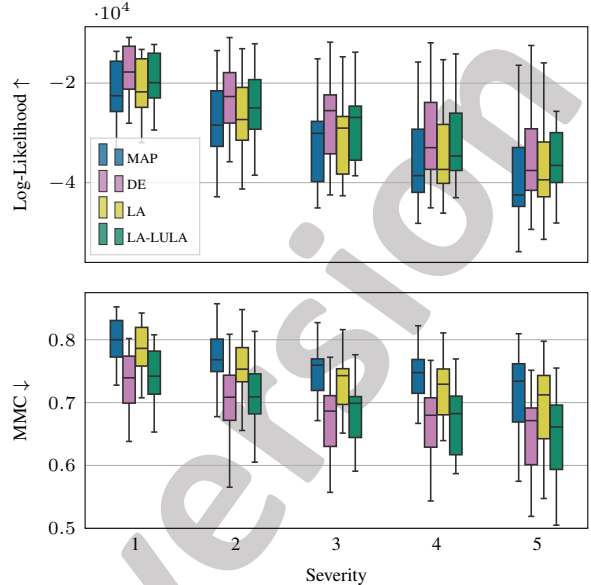 ·10⁴
Log-Likelihood ↑
−2
−4
MAP
DE
LA
LA-LULA
MMC ↓
0.8
0.7
0.6
0.5
1 2 3 4 5
Severity
version